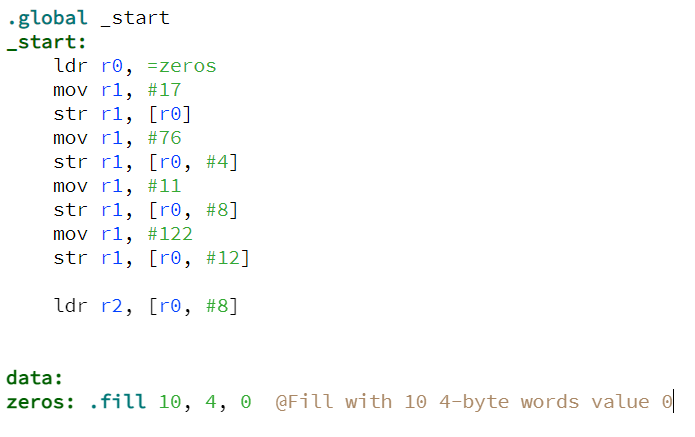 .global _start
_start:
    ldr r0, =zeros
    mov r1, #17
    str r1, [r0]
    mov r1, #76
    str r1, [r0, #4]
    mov r1, #11
    str r1, [r0, #8]
    mov r1, #122
    str r1, [r0, #12]
    ldr r2, [r0, #8]
data:
zeros: .fill 10, 4, 0  @Fill with 10 4-byte words value 0